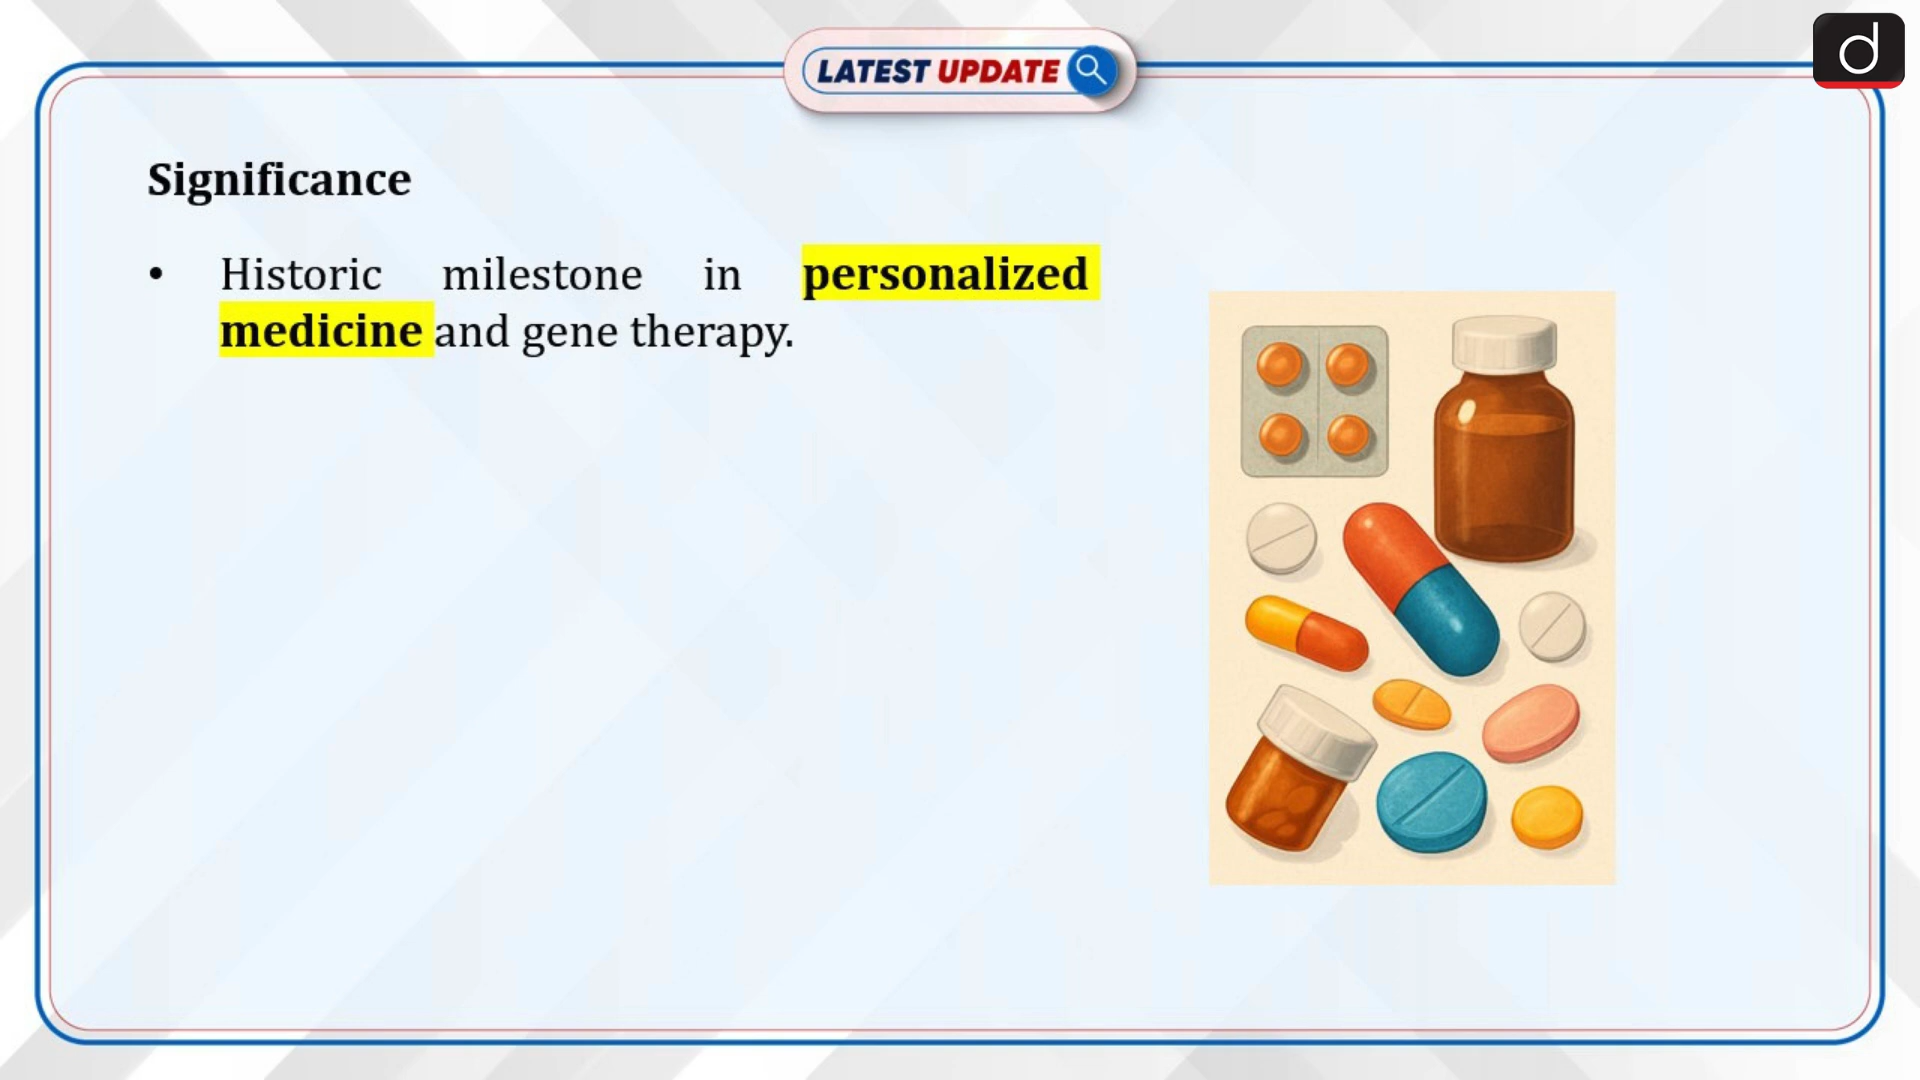 LATEST UPDATE
d
Significance
• Historic milestone in personalized
medicine and gene therapy.